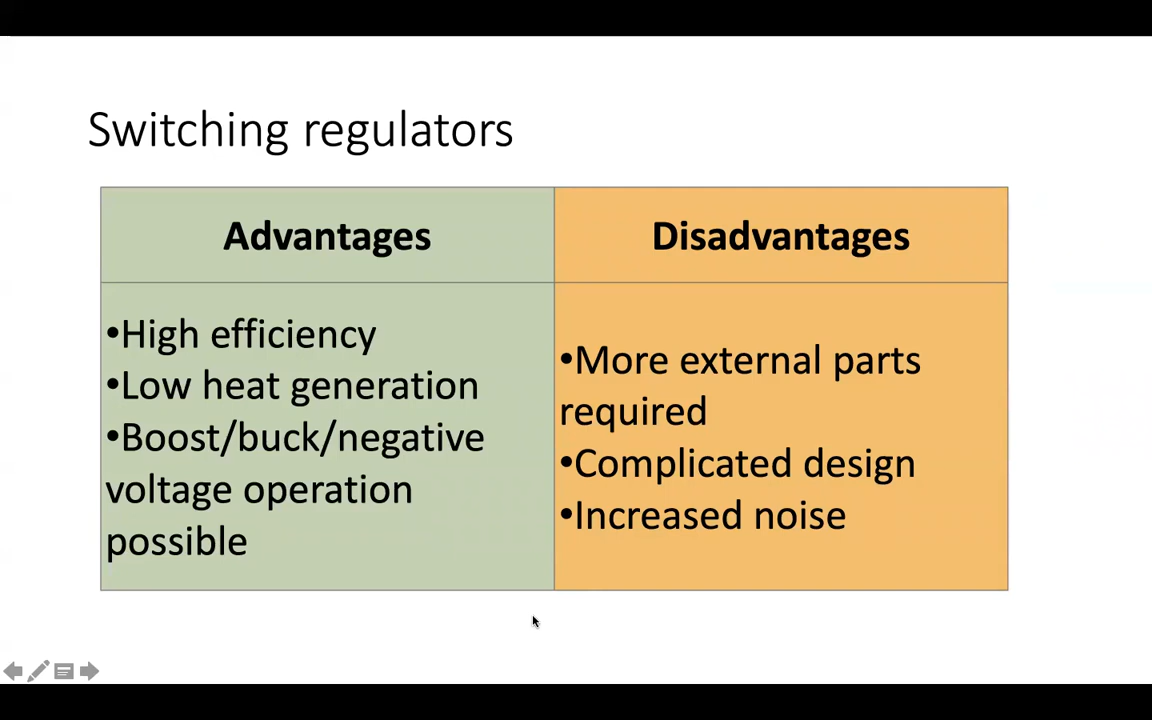 Switching regulators
Advantages
Disadvantages
•High efficiency
•Low heat generation
•Boost/buck/negative
voltage operation
possible
•More external parts
required
•Complicated design
•Increased noise